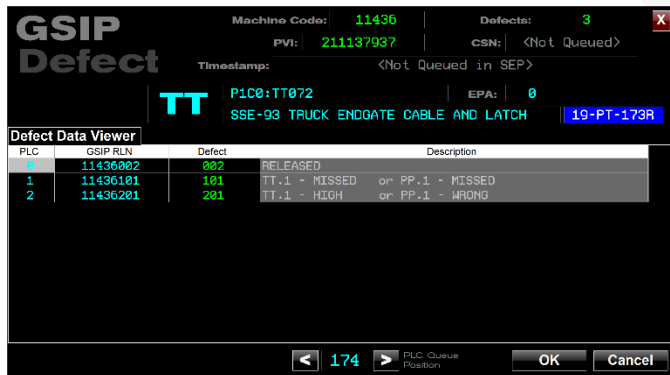 GSIP Defect
Machine Code: 11436 Defects: 3 X
PVI: 211137937 CSN: <Not Queued>
Timestamp: <Not Queued in SEP>
TT P1C0:TT072 EPA: 0
SSE-93 TRUCK ENDGATE CABLE AND LATCH 19-PT-173R
Defect Data Viewer
PLC GSIP RLN Defect Description
0 11436002 002 RELEASED
1 11436101 101 TT.1 - MISSED or PP.1 - MISSED
2 11436201 201 TT.1 - HIGH or PP.1 - WRONG
< 174 > PLC Queue Position OK Cancel